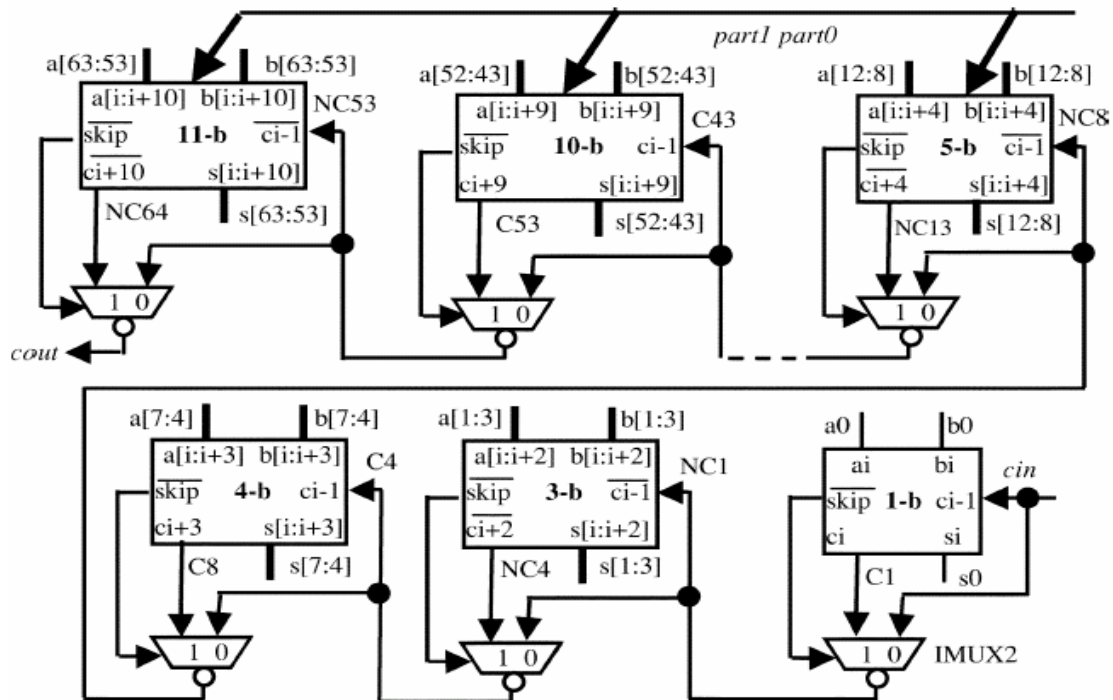 part1 part0
a[63:53] b[63:53]
a[i:i+10] b[i:i+10]
NC53
skip 11-b ci-1
ci+10 s[i:i+10]
NC64
s[63:53]
1 0
cout
a[52:43] b[52:43]
a[i:i+9] b[i:i+9]
C43
skip 10-b ci-1
ci+9 s[i:i+9]
C53
s[52:43]
1 0
a[12:8] b[12:8]
a[i:i+4] b[i:i+4]
NC8
skip 5-b ci-1
ci+4 s[i:i+4]
NC13
s[12:8]
1 0
a[7:4] b[7:4]
a[i:i+3] b[i:i+3]
C4
skip 4-b ci-1
ci+3 s[i:i+3]
C8
s[7:4]
1 0
a[1:3] b[1:3]
a[i:i+2] b[i:i+2]
NC1
skip 3-b ci-1
ci+2 s[i:i+2]
NC4
s[1:3]
1 0
a0 b0
ai bi
cin
skip 1-b ci-1
ci si
C1
s0
1 0
IMUX2